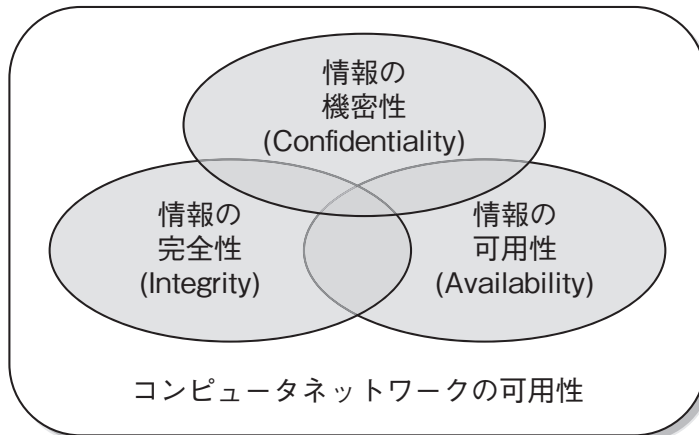 情報の
機密性
(Confidentiality)
情報の
完全性
(Integrity)
情報の
可用性
(Availability)
コンピュータネットワークの可用性